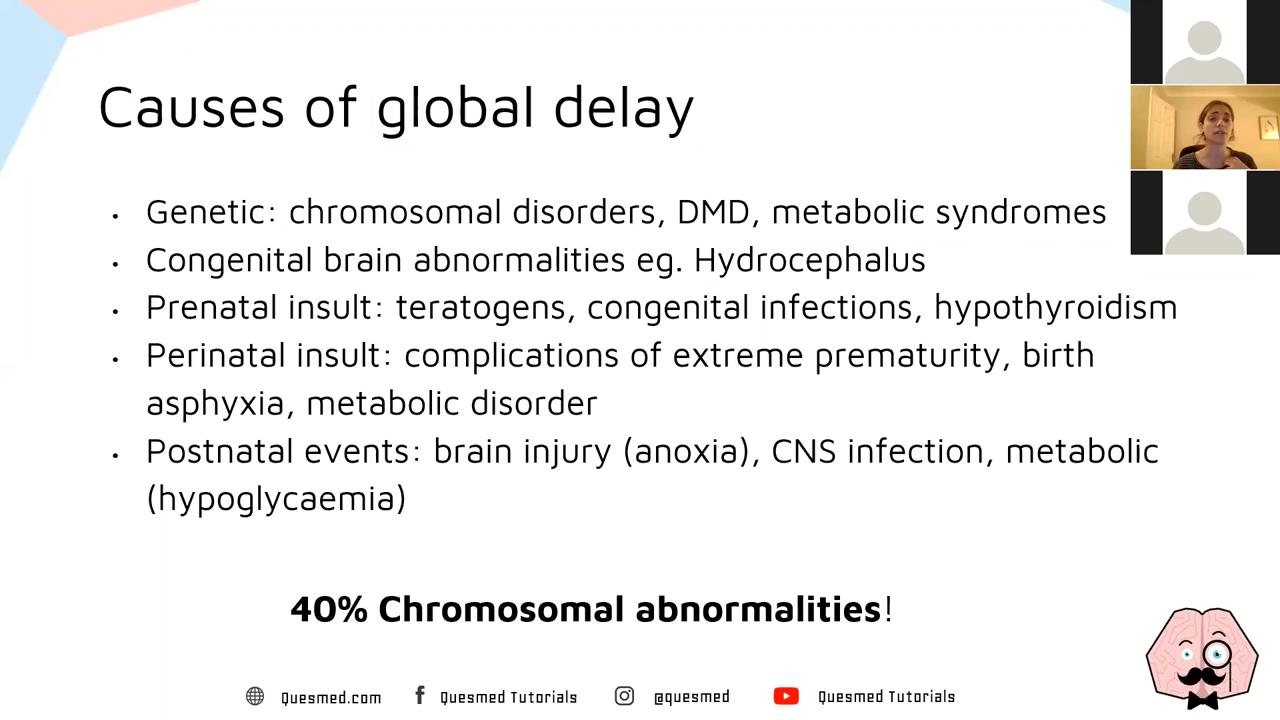 Causes of global delay
• Genetic: chromosomal disorders, DMD, metabolic syndromes
• Congenital brain abnormalities eg. Hydrocephalus
• Prenatal insult: teratogens, congenital infections, hypothyroidism
• Perinatal insult: complications of extreme prematurity, birth
asphyxia, metabolic disorder
• Postnatal events: brain injury (anoxia), CNS infection, metabolic
(hypoglycaemia)
40% Chromosomal abnormalities!
Quesmed.com Quesmed Tutorials @quesmed Quesmed Tutorials